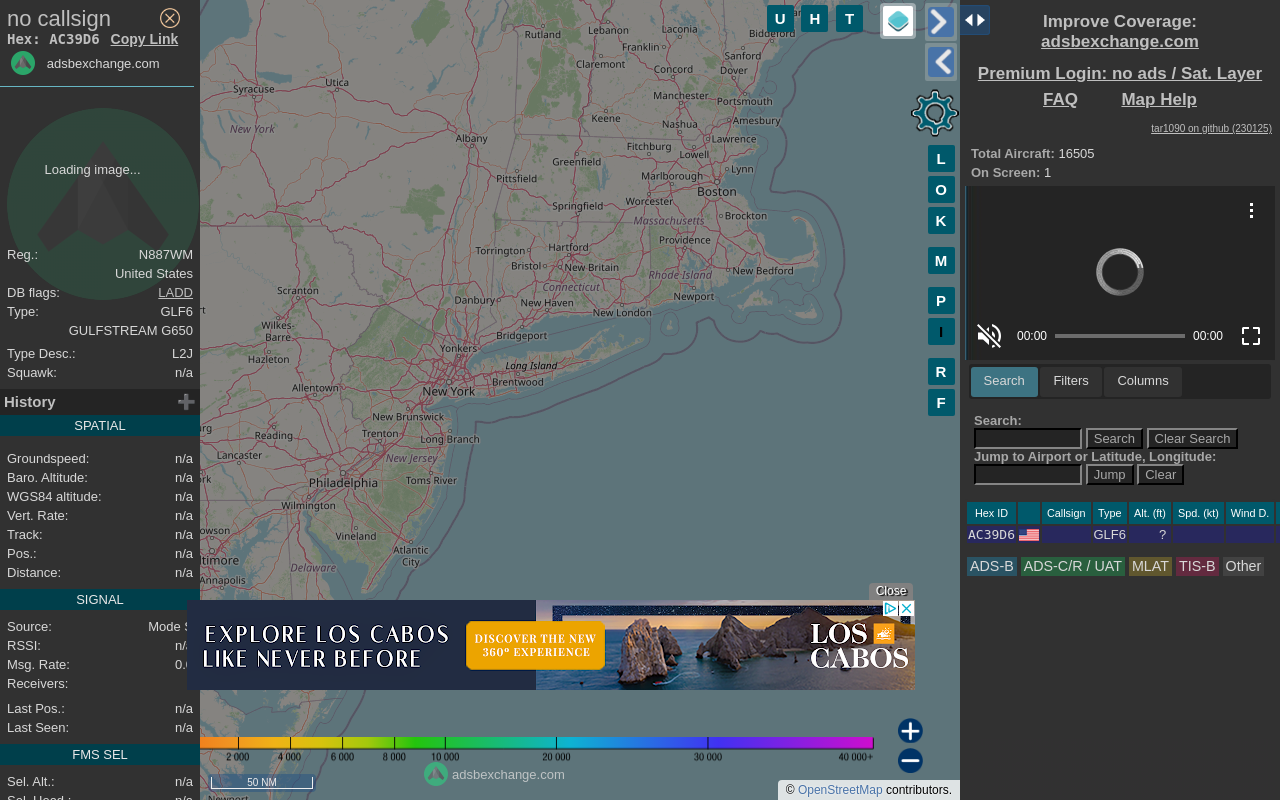 no callsign
Hex: AC39D6 Copy Link
adsbexchange.com
Loading image...
Reg.: N887WM
United States
DB flags: LADD
Type: GLF6
GULFSTREAM G650
Type Desc.: L2J
Squawk: n/a
History
SPATIAL
Groundspeed: n/a
Baro. Altitude: n/a
WGS84 altitude: n/a
Vert. Rate: n/a
Track: n/a
Pos.: n/a
Distance: n/a
SIGNAL
Source: Mode S
RSSI: n/a
Msg. Rate:
Receivers:
Last Pos.: n/a
Last Seen: n/a
FMS SEL
Sel. Alt.: n/a
U H T
L
O
K
M
P
I
R
F
Rutland
Lebanon
Laconia
Franklin
Sanford
Biddeford
Claremont
Concord
Dover
Utica
Syracuse
Manchester
Portsmouth
Keene
Nashua
Amesbury
New York
Albany
Fitchburg
Lawrence
Greenfield
Lowell
Pittsfield
Marlborough
Lynn
Boston
Springfield
Worcester
Massachusetts
Brockton
Providence
Torrington
Hartford
Bristol
New Britain
Rhode Island
New Bedford
Connecticut
Scranton
Danbury
New Haven
New London
Newport
Wilkes-
Barre
Bridgeport
Hazleton
Yonkers
Long Island
Allentown
New York
Brentwood
New Brunswick
Reading
Trenton
Long Branch
Lancaster
New Jersey
Philadelphia
Toms River
Wilmington
Vineland
Atlantic
City
Annapolis
Delaware
Close
EXPLORE LOS CABOS
LIKE NEVER BEFORE
DISCOVER THE NEW
360º EXPERIENCE
LOS
CABOS
2 000 4 000 6 000 8 000 10 000 20 000 30 000 40 000+
adsbexchange.com
50 NM
© OpenStreetMap contributors.
Improve Coverage:
adsbexchange.com
Premium Login: no ads / Sat. Layer
FAQ Map Help
tar1090 on github (230125)
Total Aircraft: 16505
On Screen: 1
00:00 00:00
Search Filters Columns
Search:
Search Clear Search
Jump to Airport or Latitude, Longitude:
Jump Clear
Hex ID Callsign Type Alt. (ft) Spd. (kt) Wind D.
AC39D6 GLF6 ?
ADS-B ADS-C/R / UAT MLAT TIS-B Other